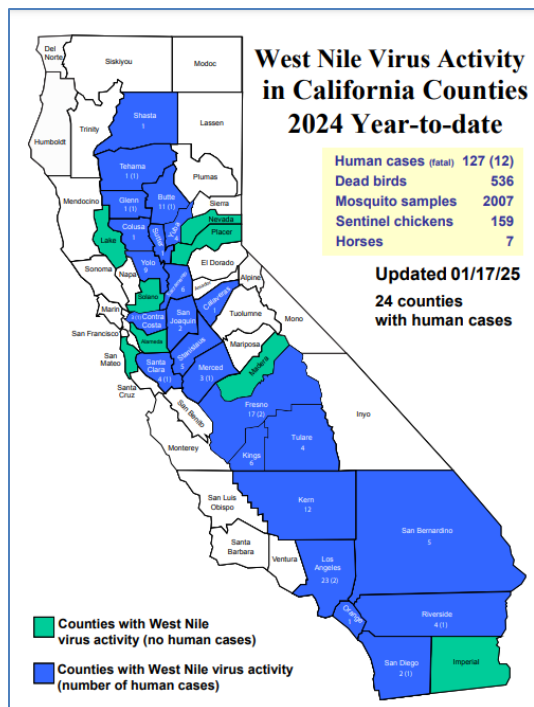 West Nile Virus Activity
in California Counties
2024 Year-to-date
Human cases (fatal) 127 (12)
Dead birds 536
Mosquito samples 2007
Sentinel chickens 159
Horses 7
Updated 01/17/25
24 counties
with human cases
Del
Norte
Siskiyou
Modoc
Humboldt
Trinity
Shasta
1
Lassen
Tehama
1 (1)
Plumas
Mendocino
Glenn
1 (1)
Butte
11 (1)
Sierra
Nevada
Placer
Lake
Colusa
1
Sutter
Yuba
El Dorado
Sonoma
Napa
Yolo
9
Sacramento
6
Amador
Alpine
Solano
Marin
Contra
Costa
San
Joaquin
2
Calaveras
1
Tuolumne
Mono
San Francisco
Alameda
Stanislaus
Mariposa
San
Mateo
Santa
Clara
4 (1)
Merced
3 (1)
Madera
Santa
Cruz
San Benito
Fresno
17 (2)
Inyo
Monterey
Kings
6
Tulare
4
San Luis
Obispo
Kern
12
San Bernardino
5
Santa
Barbara
Ventura
Los
Angeles
23 (2)
Orange
Riverside
4 (1)
San Diego
2 (1)
Imperial
Counties with West Nile
virus activity (no human cases)
Counties with West Nile virus activity
(number of human cases)